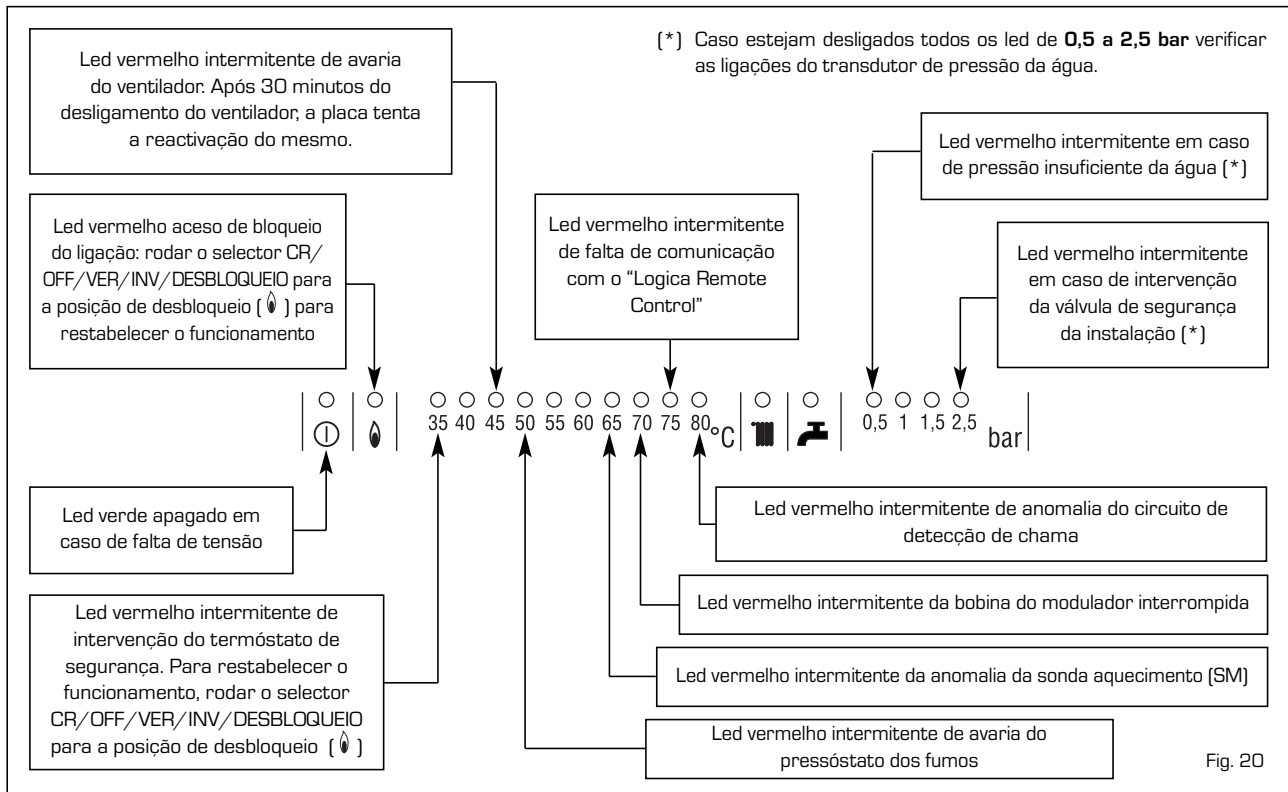 Led vermelho intermitente de avaria
do ventilador. Após 30 minutos do
desligamento do ventilador, a placa tenta
a reactivação do mesmo.
(*) Caso estejam desligados todos os led de 0,5 a 2,5 bar verificar
as ligações do transdutor de pressão da água.
Led vermelho intermitente em caso
de pressão insuficiente da água (*)
Led vermelho aceso de bloqueio
do ligação: rodar o selector CR/
OFF/VER/INV/DESBLOQUEIO para
a posição de desbloqueio ( ) para
restabelecer o funcionamento
Led vermelho intermitente
de falta de comunicação
com o “Logica Remote
Control”
Led vermelho intermitente
em caso de intervenção
da válvula de segurança
da instalação (*)
35 40 45 50 55 60 65 70 75 80 °C 0,5 1 1,5 2,5 bar
Led verde apagado em
caso de falta de tensão
Led vermelho intermitente de anomalia do circuito de
detecção de chama
Led vermelho intermitente da bobina do modulador interrompida
Led vermelho intermitente de
intervenção do termóstato de
segurança. Para restabelecer o
funcionamento, rodar o selector
CR/OFF/VER/INV/DESBLOQUEIO
para a posição de desbloqueio ( )
Led vermelho intermitente da anomalia da sonda aquecimento (SM)
Led vermelho intermitente de avaria do
pressóstato dos fumos
Fig. 20